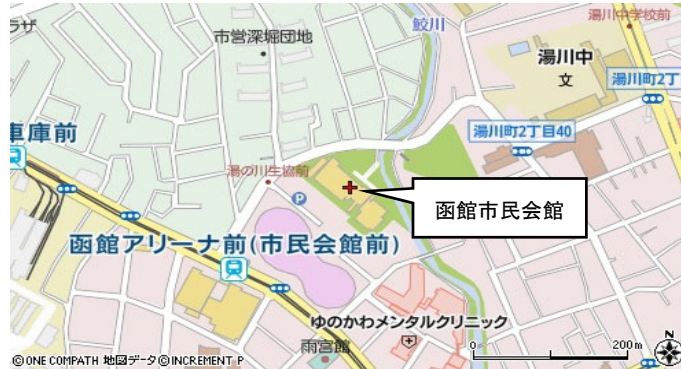 ラザ
市営深堀団地
鮫川
湯川中学校前
湯川中
文
湯川町2丁
湯川町2丁目40
車庫前
湯の川生協前
P
函館市民会館
函館アリーナ前(市民会館前)
ゆのかわメンタルクリニック
雨宮館
0
200m
©ONE COMPATH 地図データ©INCREMENT P